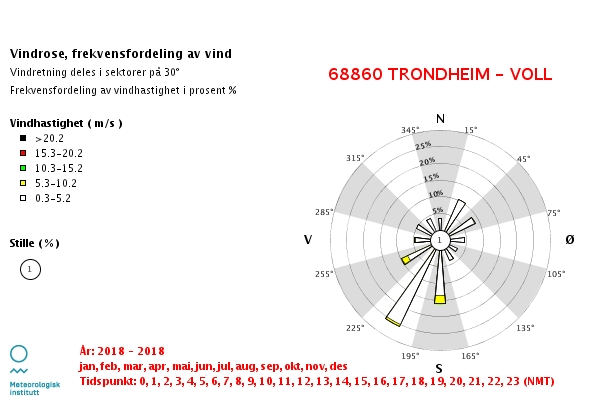 Vindrose, frekvensfordeling av vind
Vindretning deles i sektorer på 30°
Frekvensfordeling av vindhastighet i prosent %
68860 TRONDHEIM – VOLL
Vindhastighet ( m/s )
>20.2
15.3–20.2
10.3–15.2
5.3–10.2
0.3–5.2
Stille ( % )
1
N
345°
15°
315°
45°
285°
75°
V
Ø
255°
105°
225°
135°
195°
165°
S
25%
20%
15%
10%
5%
1
År: 2018 – 2018
jan, feb, mar, apr, mai, jun, jul, aug, sep, okt, nov, des
Tidspunkt: 0, 1, 2, 3, 4, 5, 6, 7, 8, 9, 10, 11, 12, 13, 14, 15, 16, 17, 18, 19, 20, 21, 22, 23 (NMT)
Meteorologisk
institutt